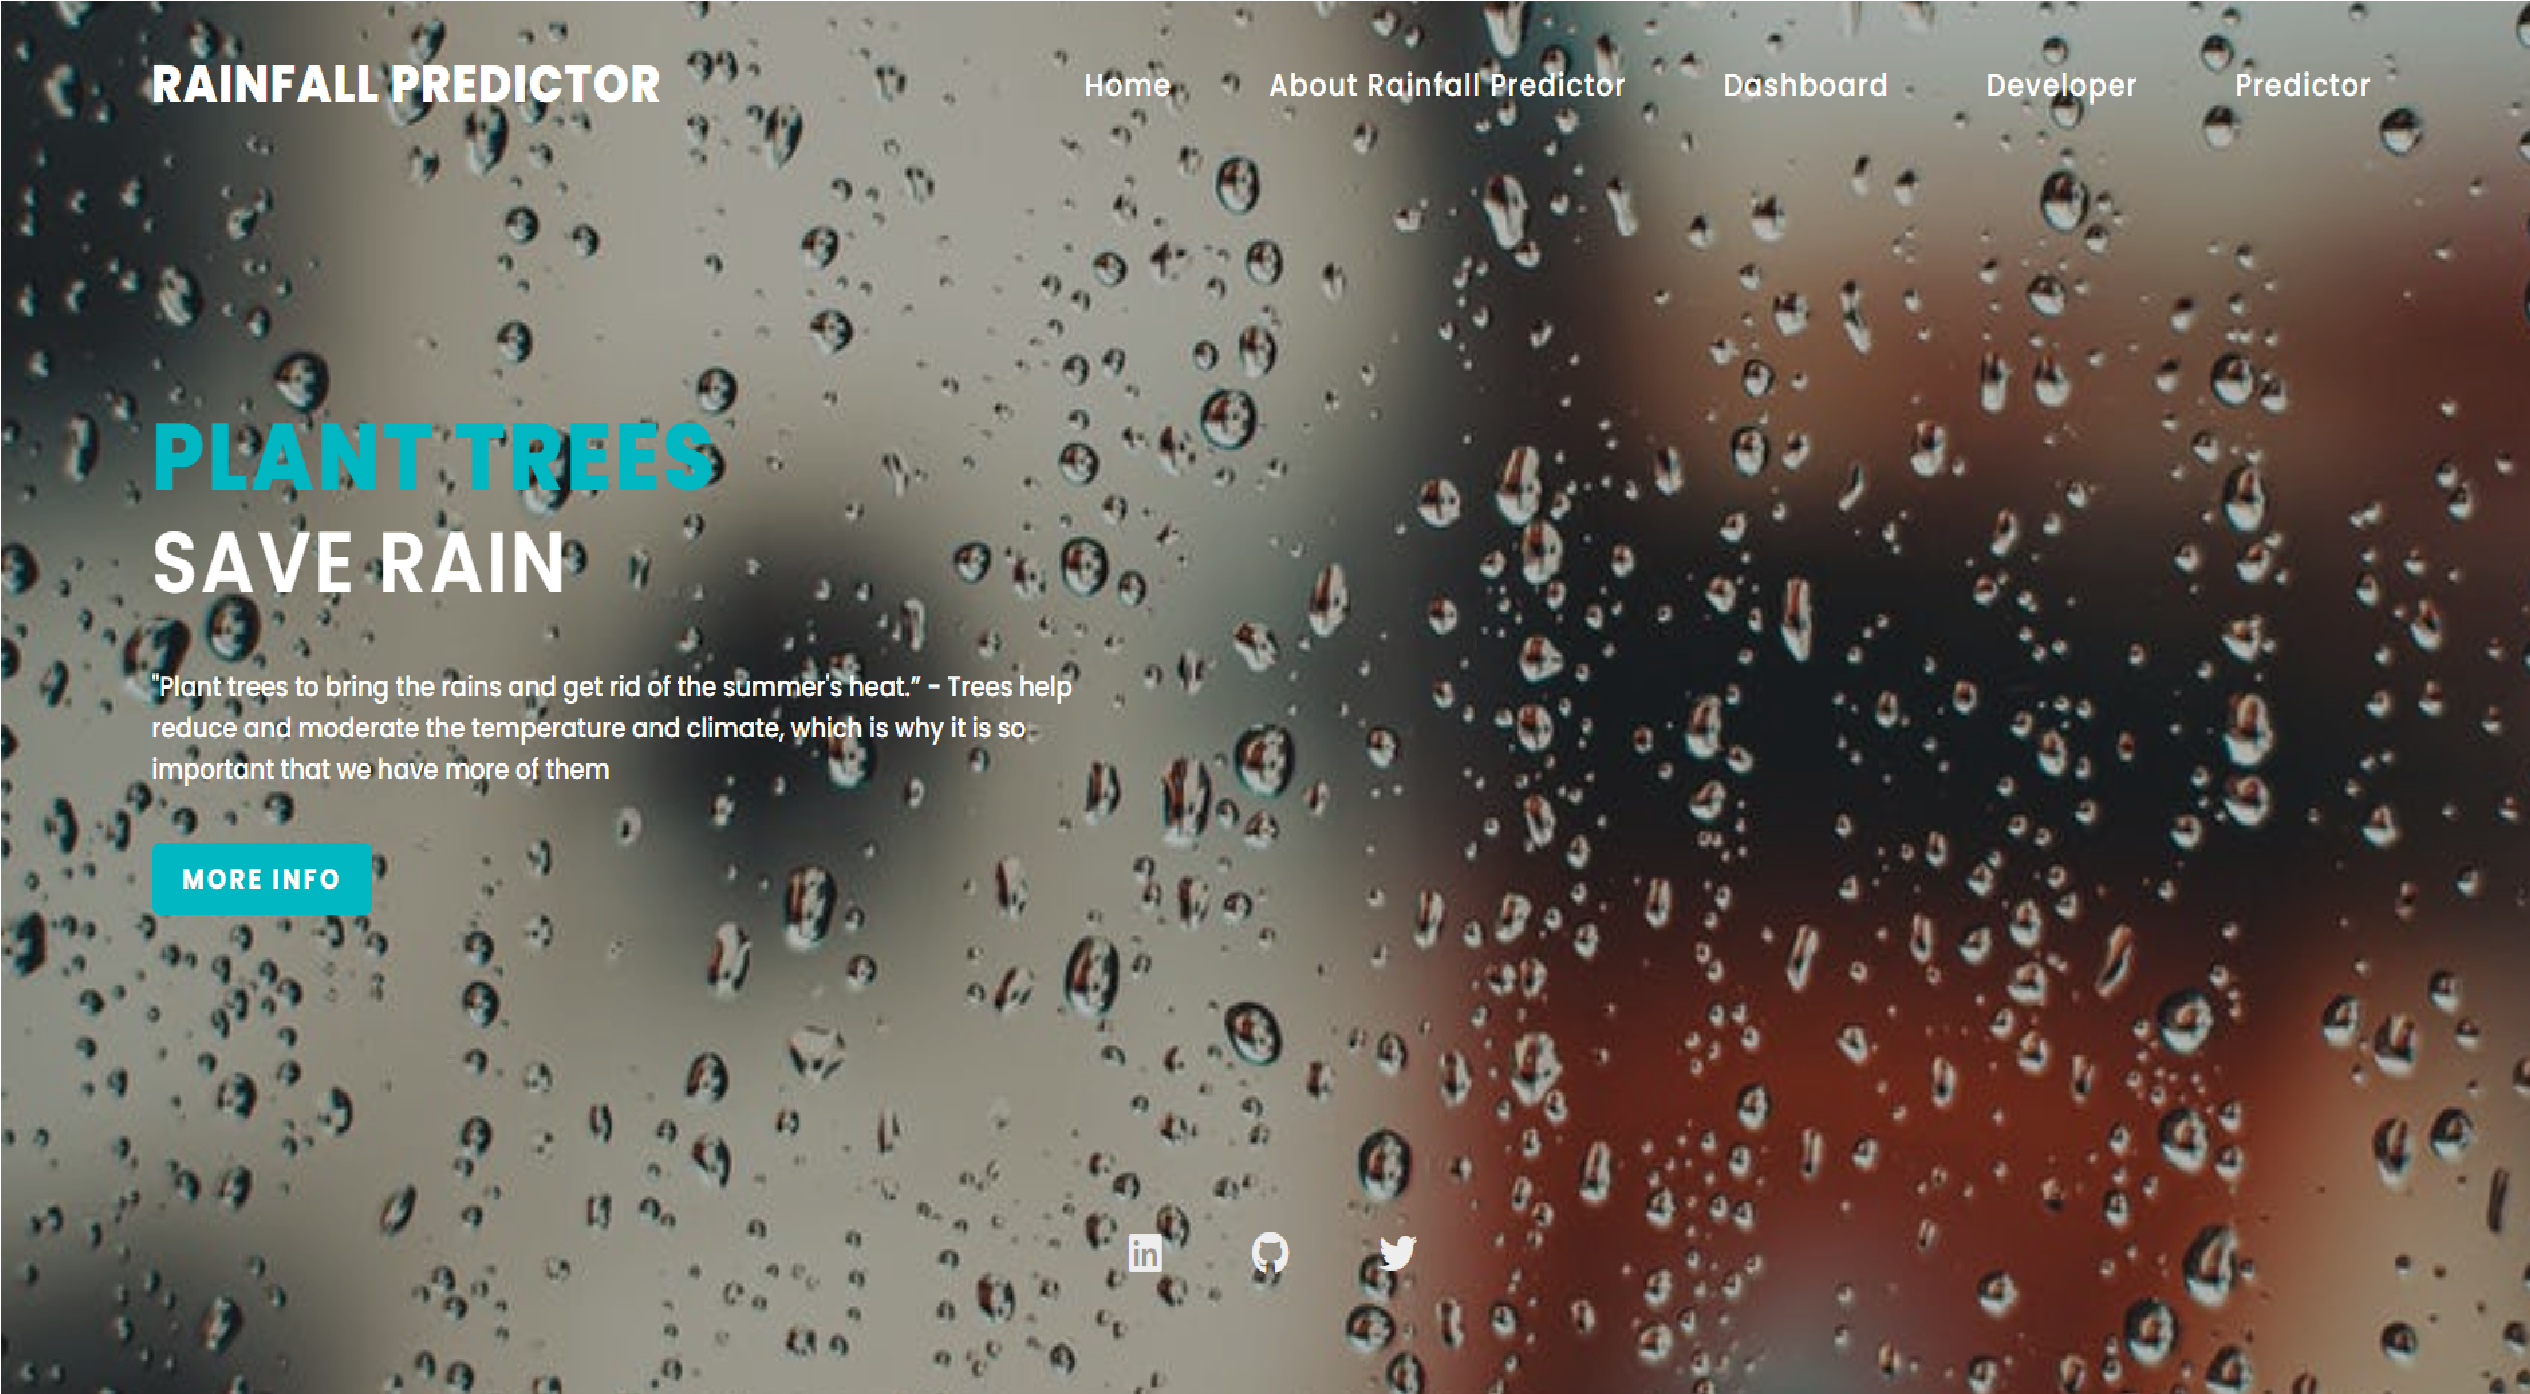 RAINFALL PREDICTOR
Home About Rainfall Predictor Dashboard Developer Predictor
PLANT TREES
SAVE RAIN
"Plant trees to bring the rains and get rid of the summer's heat.” – Trees help
reduce and moderate the temperature and climate, which is why it is so
important that we have more of them
MORE INFO
in